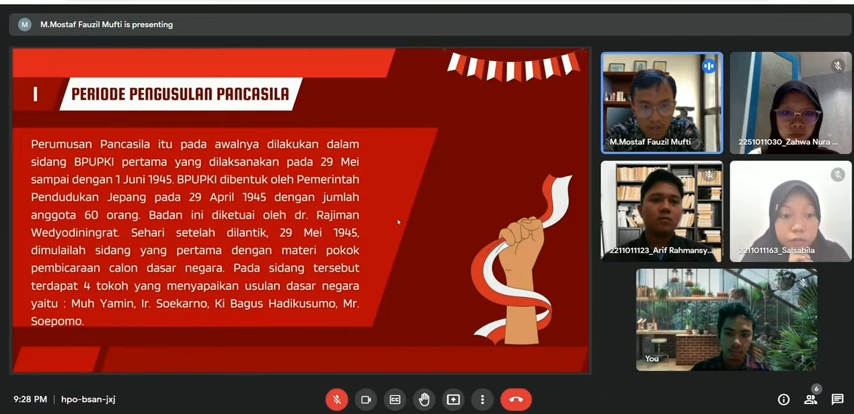 M
M.Mostaf Fauzil Mufti is presenting
I
PERIODE PENGUSULAN PANCASILA
Perumusan Pancasila itu pada awalnya dilakukan dalam
sidang BPUPKI pertama yang dilaksanakan pada 29 Mei
sampai dengan 1 Juni 1945. BPUPKI dibentuk oleh Pemerintah
Pendudukan Jepang pada 29 April 1945 dengan jumlah
anggota 60 orang. Badan ini diketuai oleh dr. Rajiman
Wedyodiningrat. Sehari setelah dilantik, 29 Mei 1945,
dimulailah sidang yang pertama dengan materi pokok
pembicaraan calon dasar negara. Pada sidang tersebut
terdapat 4 tokoh yang menyapaikan usulan dasar negara
yaitu : Muh Yamin, Ir. Soekarno, Ki Bagus Hadikusumo, Mr.
Soepomo.
M.Mostaf Fauzil Mufti
2251011030_Zahwa Nura ...
2211011123_Arif Rahmansy...
2211011163_Salsabila
You
9:28 PM | hpo-bsan-jxj
6